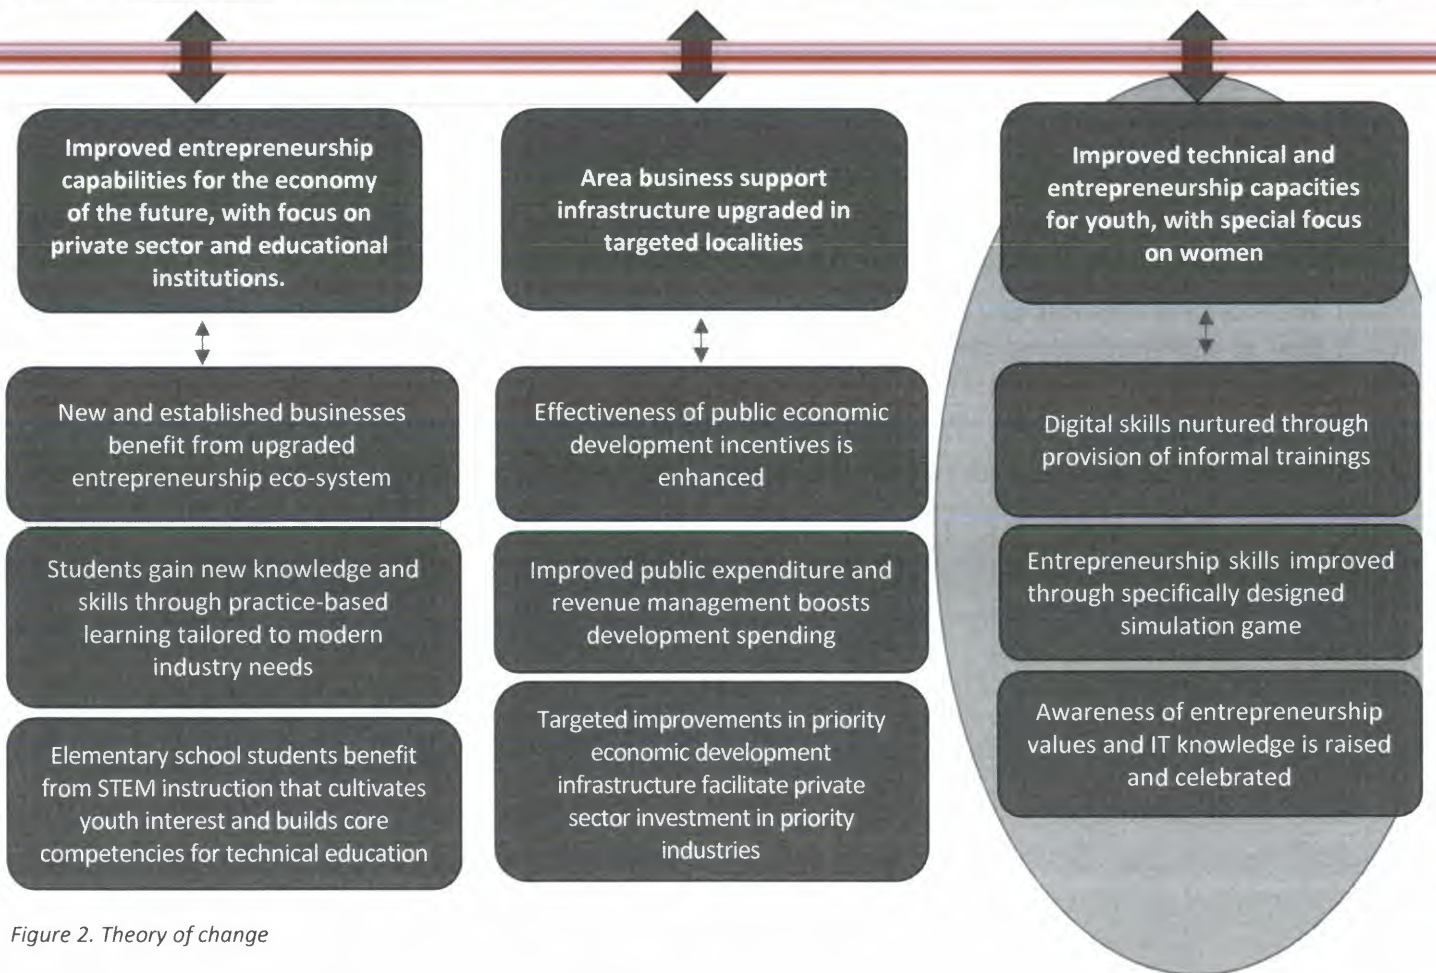 Improved entrepreneurship
capabilities for the economy
of the future, with focus on
private sector and educational
institutions.
New and established businesses
benefit from upgraded
entrepreneurship eco-system
Students gain new knowledge and
skills through practice-based
learning tailored to modern
industry needs
Elementary school students benefit
from STEM instruction that cultivates
youth interest and builds core
competencies for technical education
Area business support
infrastructure upgraded in
targeted localities
Effectiveness of public economic
development incentives is
enhanced
Improved public expenditure and
revenue management boosts
development spending
Targeted improvements in priority
economic development
infrastructure facilitate private
sector investment in priority
industries
Improved technical and
entrepreneurship capacities
for youth, with special focus
on women
Digital skills nurtured through
provision of informal trainings
Entrepreneurship skills improved
through specifically designed
simulation game
Awareness of entrepreneurship
values and IT knowledge is raised
and celebrated
Figure 2. Theory of change